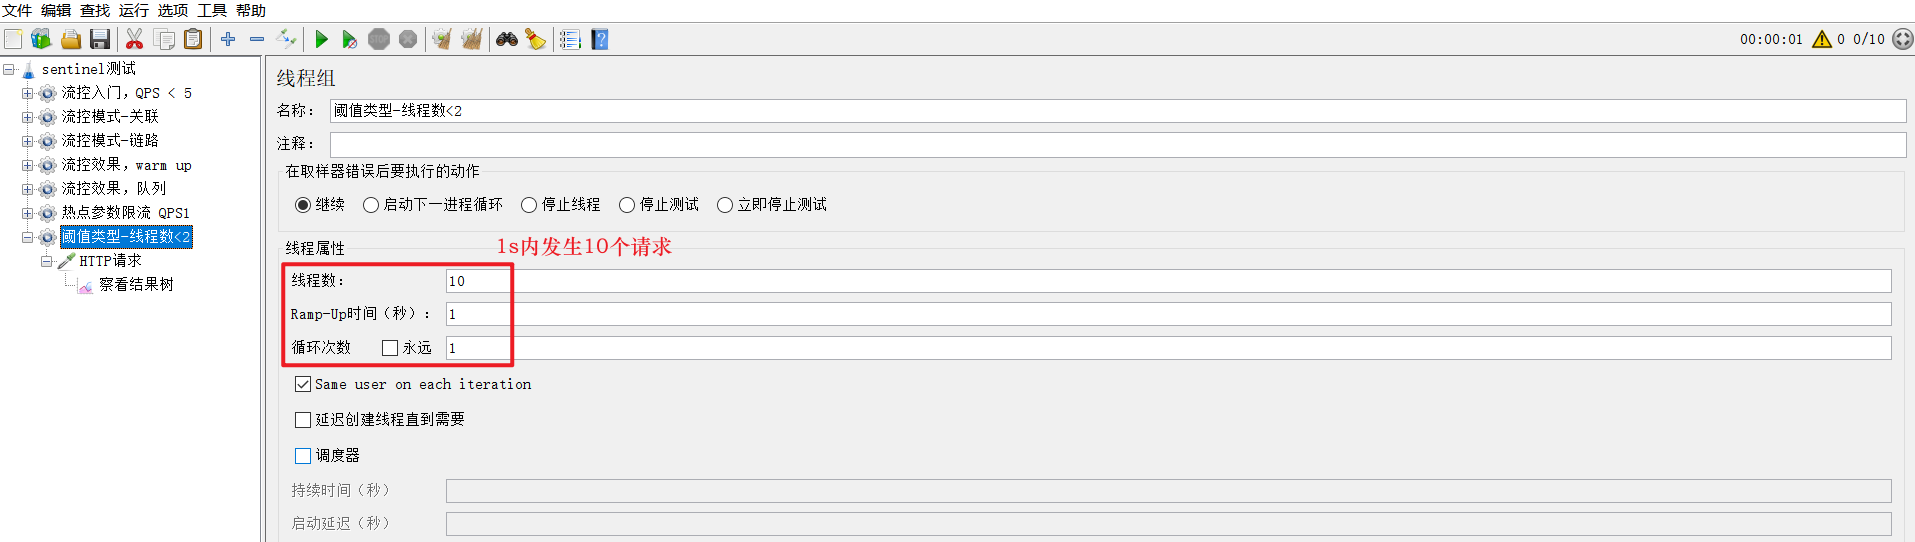 文件 编辑 查找 运行 选项 工具 帮助
STOP
00:00:01 0 0/10
sentinel测试
流控入门，QPS < 5
流控模式-关联
流控模式-链路
流控效果，warm up
流控效果，队列
热点参数限流 QPS1
阈值类型-线程数<2
HTTP请求
察看结果树
线程组
名称： 阈值类型-线程数<2
注释：
在取样器错误后要执行的动作
继续 启动下一进程循环 停止线程 停止测试 立即停止测试
线程属性
1s内发生10个请求
线程数： 10
Ramp-Up时间（秒）： 1
循环次数 永远 1
Same user on each iteration
延迟创建线程直到需要
调度器
持续时间（秒）
启动延迟（秒）